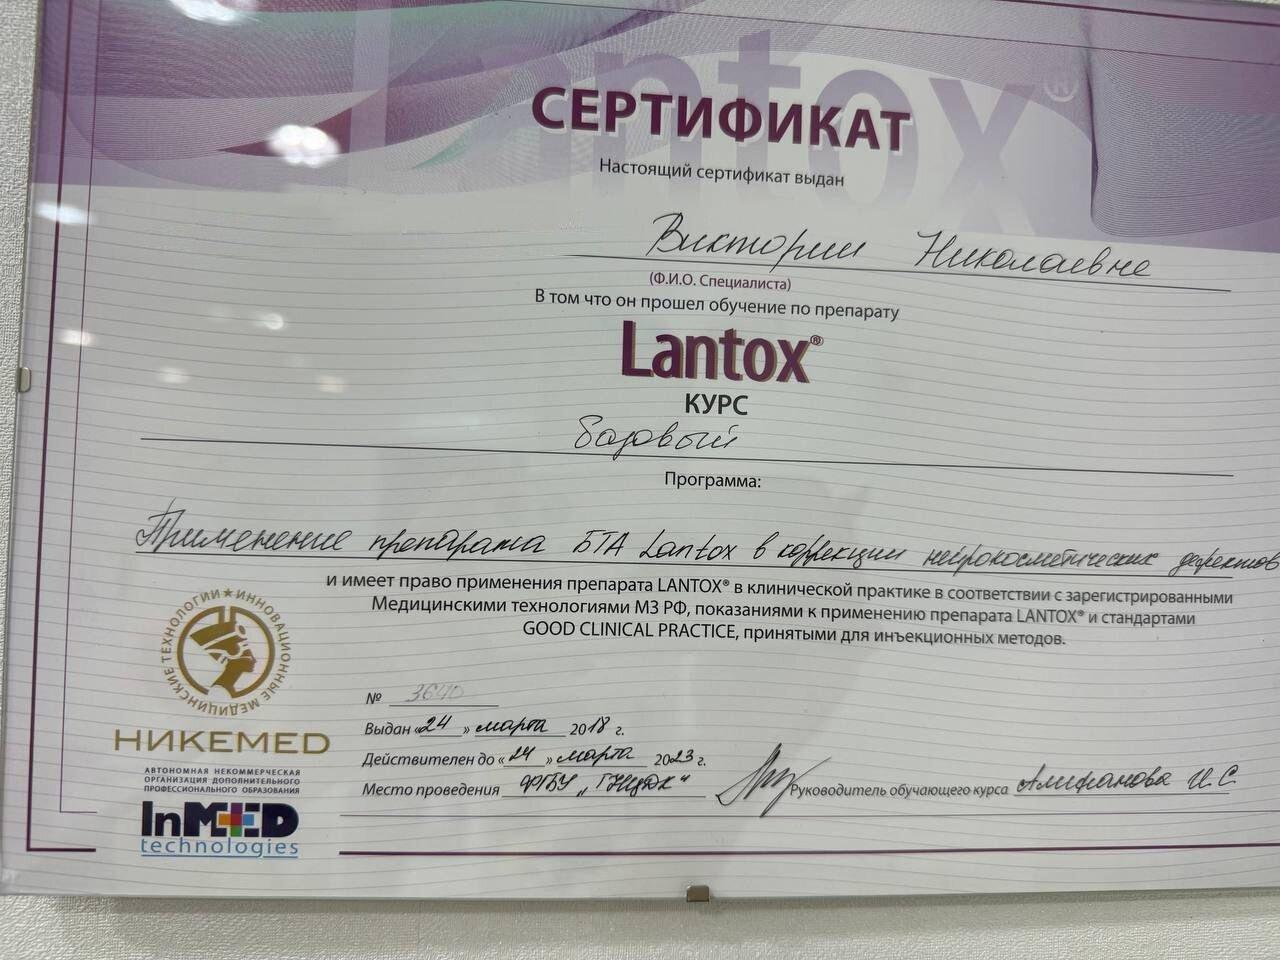 Lantox®
СЕРТИФИКАТ
Настоящий сертификат выдан
Виктории Николаевне
(Ф.И.О. Специалиста)
В том что он прошел обучение по препарату
Lantox®
КУРС
базовый
Программа:
Применение препарата БТА Lantox в коррекции нейрокосметических дефектов
и имеет право применения препарата LANTOX® в клинической практике в соответствии с зарегистрированными
Медицинскими технологиями МЗ РФ, показаниями к применению препарата LANTOX® и стандартами
GOOD CLINICAL PRACTICE, принятыми для инъекционных методов.
ИННОВАЦИОННЫЕ МЕДИЦИНСКИЕ ТЕХНОЛОГИИ
НИКЕМЕD
АВТОНОМНАЯ НЕКОММЕРЧЕСКАЯ
ОРГАНИЗАЦИЯ ДОПОЛНИТЕЛЬНОГО
ПРОФЕССИОНАЛЬНОГО ОБРАЗОВАНИЯ
InMED
technologies
№ 3640
Выдан «24» марта 2018 г.
Действителен до «24» марта 2023 г.
Место проведения ФГБУ
Руководитель обучающего курса Алифанова И.С.